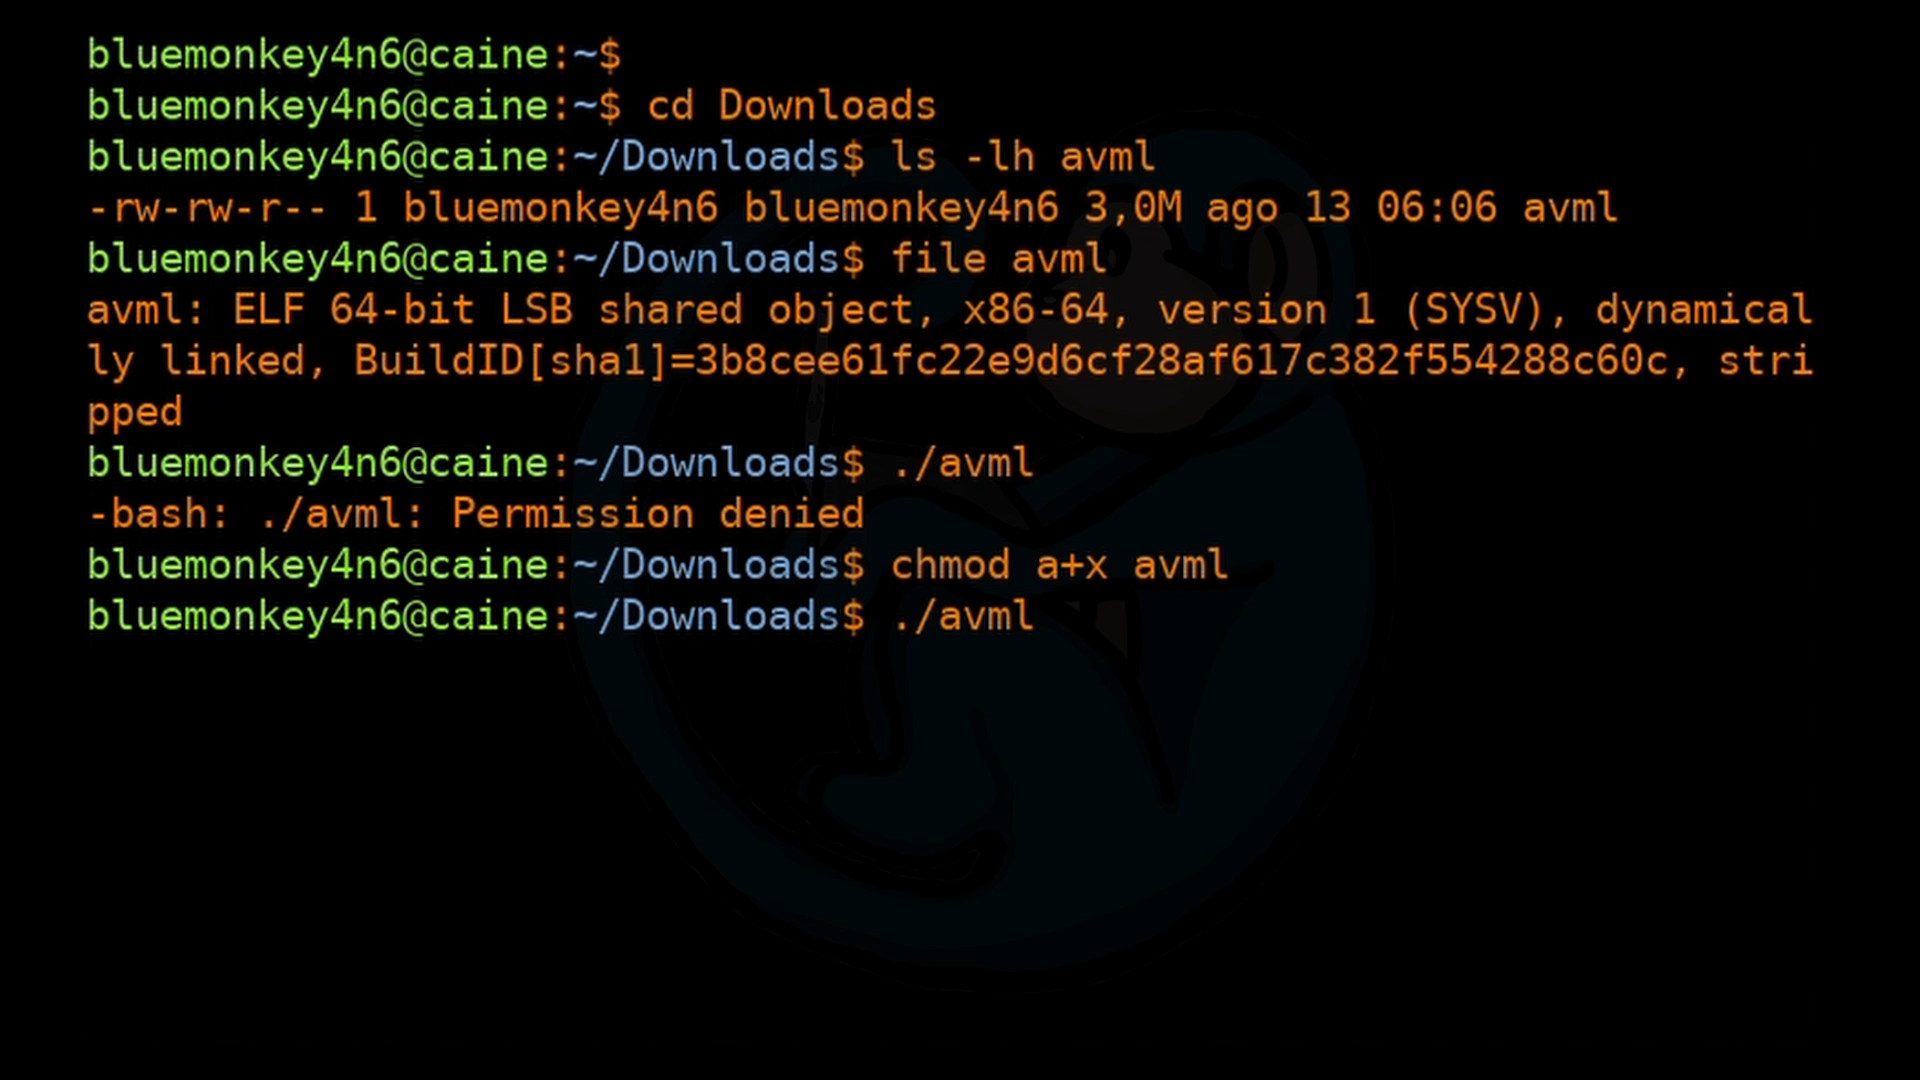 bluemonkey4n6@caine:~$
bluemonkey4n6@caine:~$ cd Downloads
bluemonkey4n6@caine:~/Downloads$ ls -lh avml
-rw-rw-r-- 1 bluemonkey4n6 bluemonkey4n6 3,0M ago 13 06:06 avml
bluemonkey4n6@caine:~/Downloads$ file avml
avml: ELF 64-bit LSB shared object, x86-64, version 1 (SYSV), dynamical
ly linked, BuildID[sha1]=3b8cee61fc22e9d6cf28af617c382f554288c60c, stri
pped
bluemonkey4n6@caine:~/Downloads$ ./avml
-bash: ./avml: Permission denied
bluemonkey4n6@caine:~/Downloads$ chmod a+x avml
bluemonkey4n6@caine:~/Downloads$ ./avml